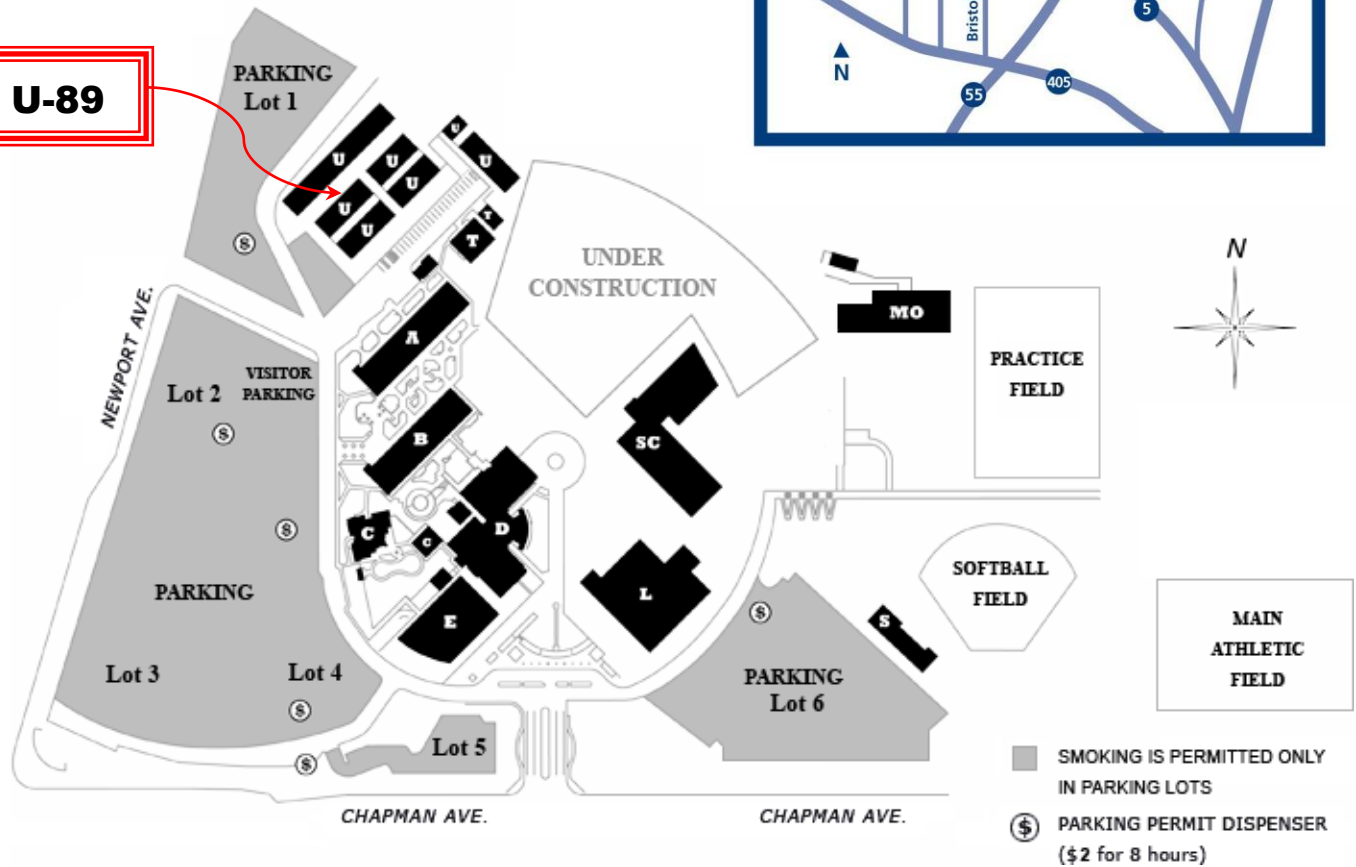 U-89
PARKING
Lot 1
N
55
405
5
U
U
U
U
U
U
U
T
T
UNDER
CONSTRUCTION
MO
PRACTICE
FIELD
N
NEWPORT AVE.
A
VISITOR
PARKING
Lot 2
$
$
B
SC
C
D
$
PARKING
E
L
$
SOFTBALL
FIELD
S
MAIN
ATHLETIC
FIELD
Lot 3
Lot 4
$
PARKING
Lot 6
Lot 5
$
CHAPMAN AVE.
CHAPMAN AVE.
SMOKING IS PERMITTED ONLY
IN PARKING LOTS
$ PARKING PERMIT DISPENSER
($2 for 8 hours)